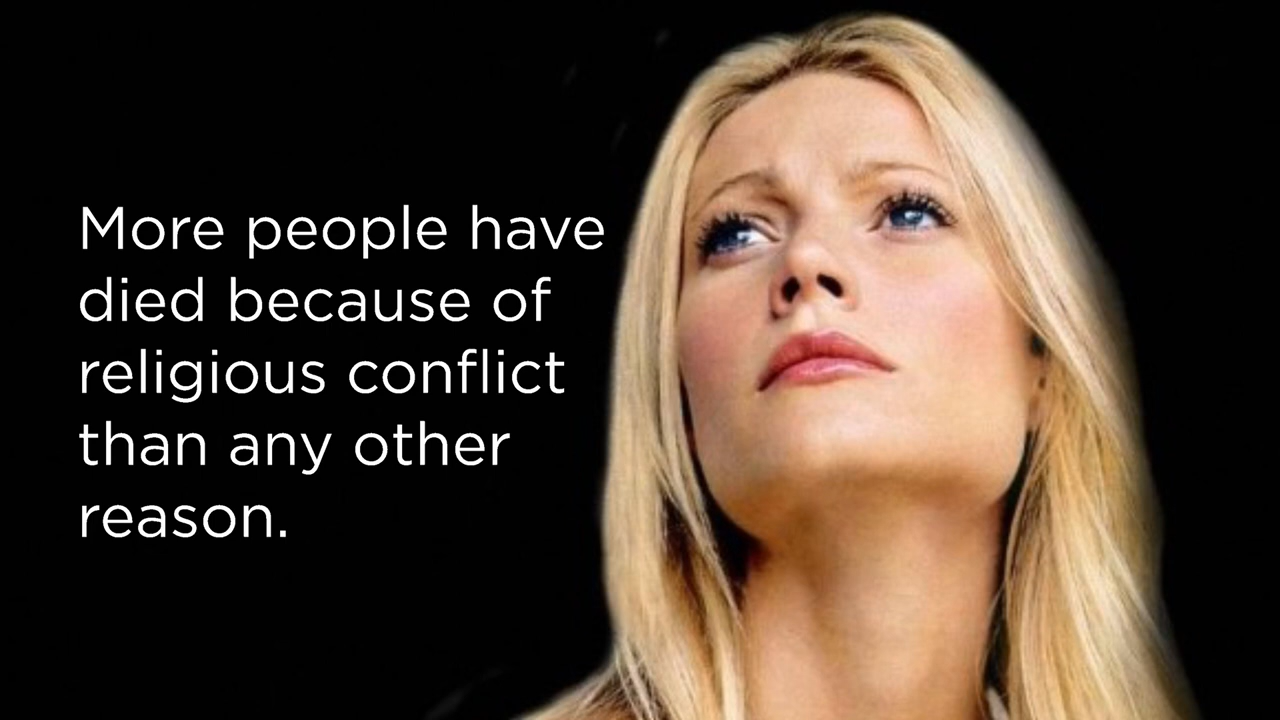 More people have
died because of
religious conflict
than any other
reason.